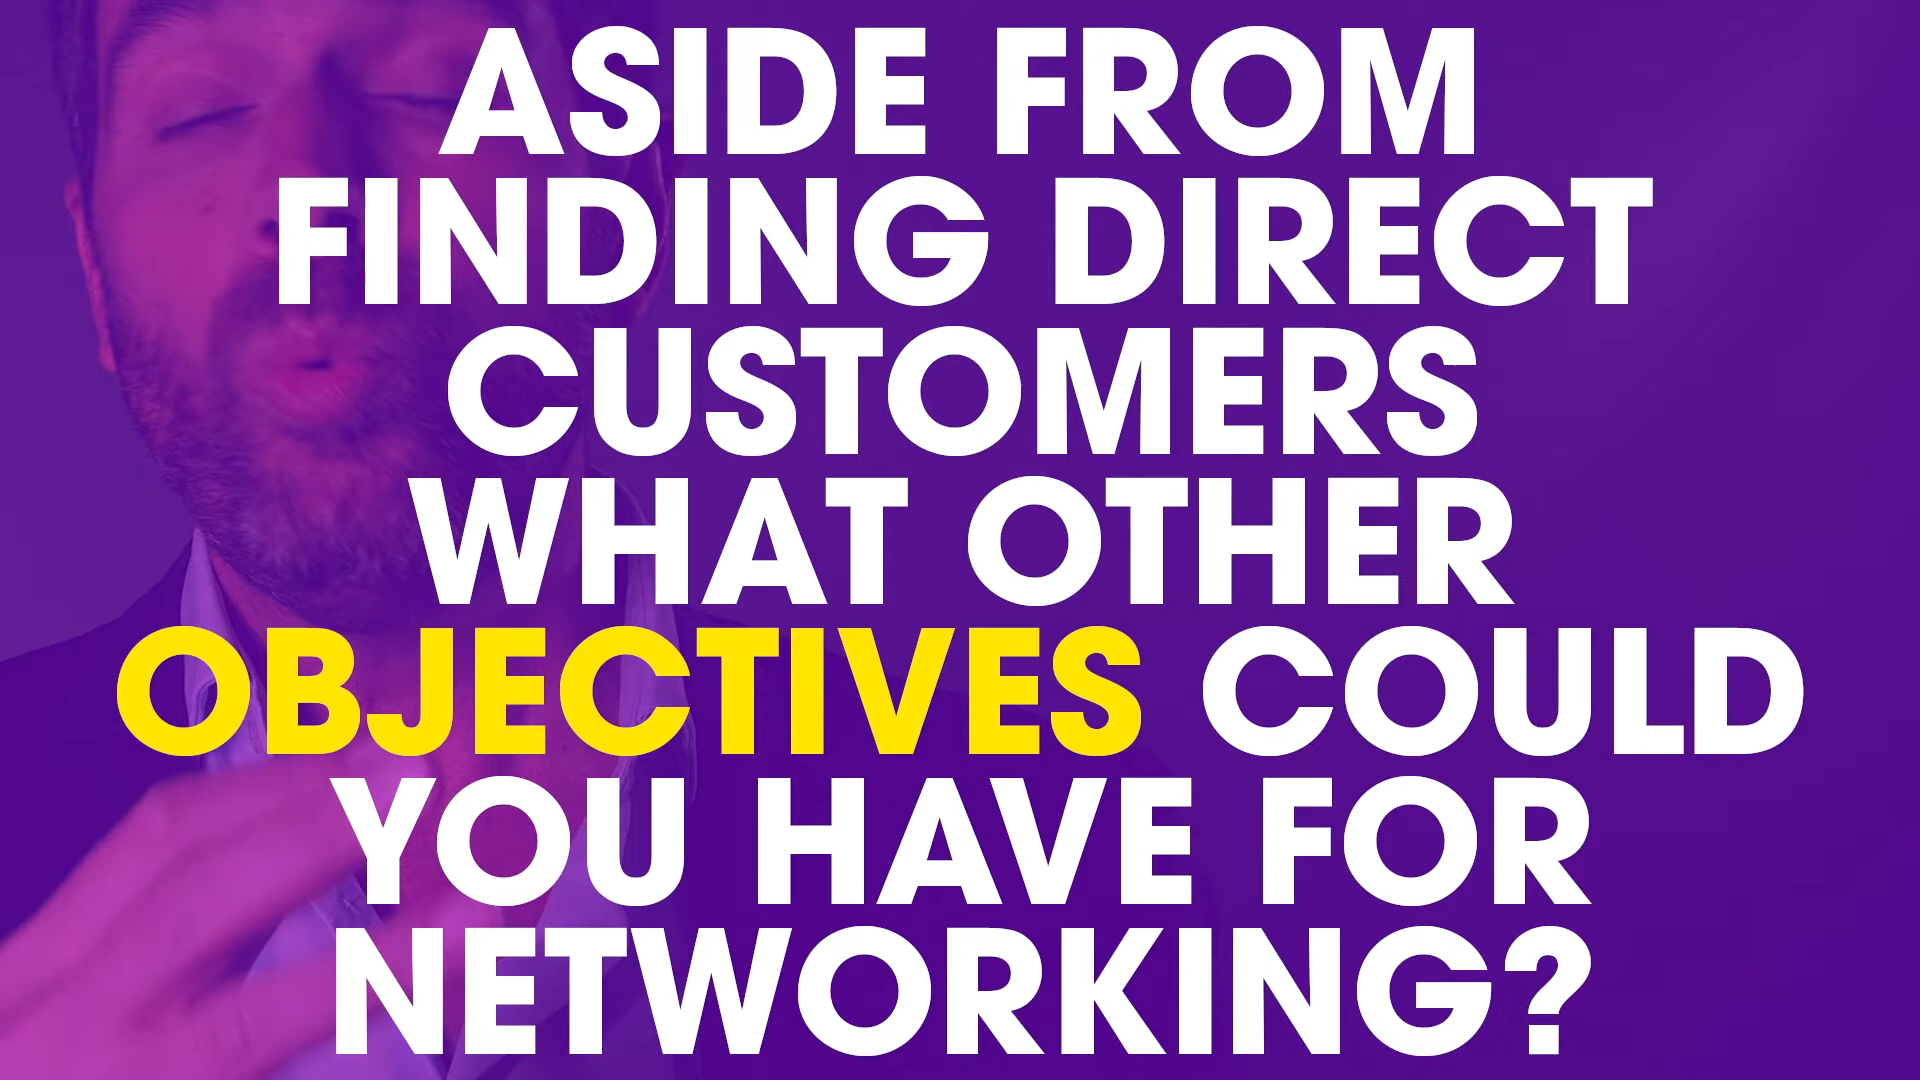 ASIDE FROM
FINDING DIRECT
CUSTOMERS
WHAT OTHER
OBJECTIVES COULD
YOU HAVE FOR
NETWORKING?